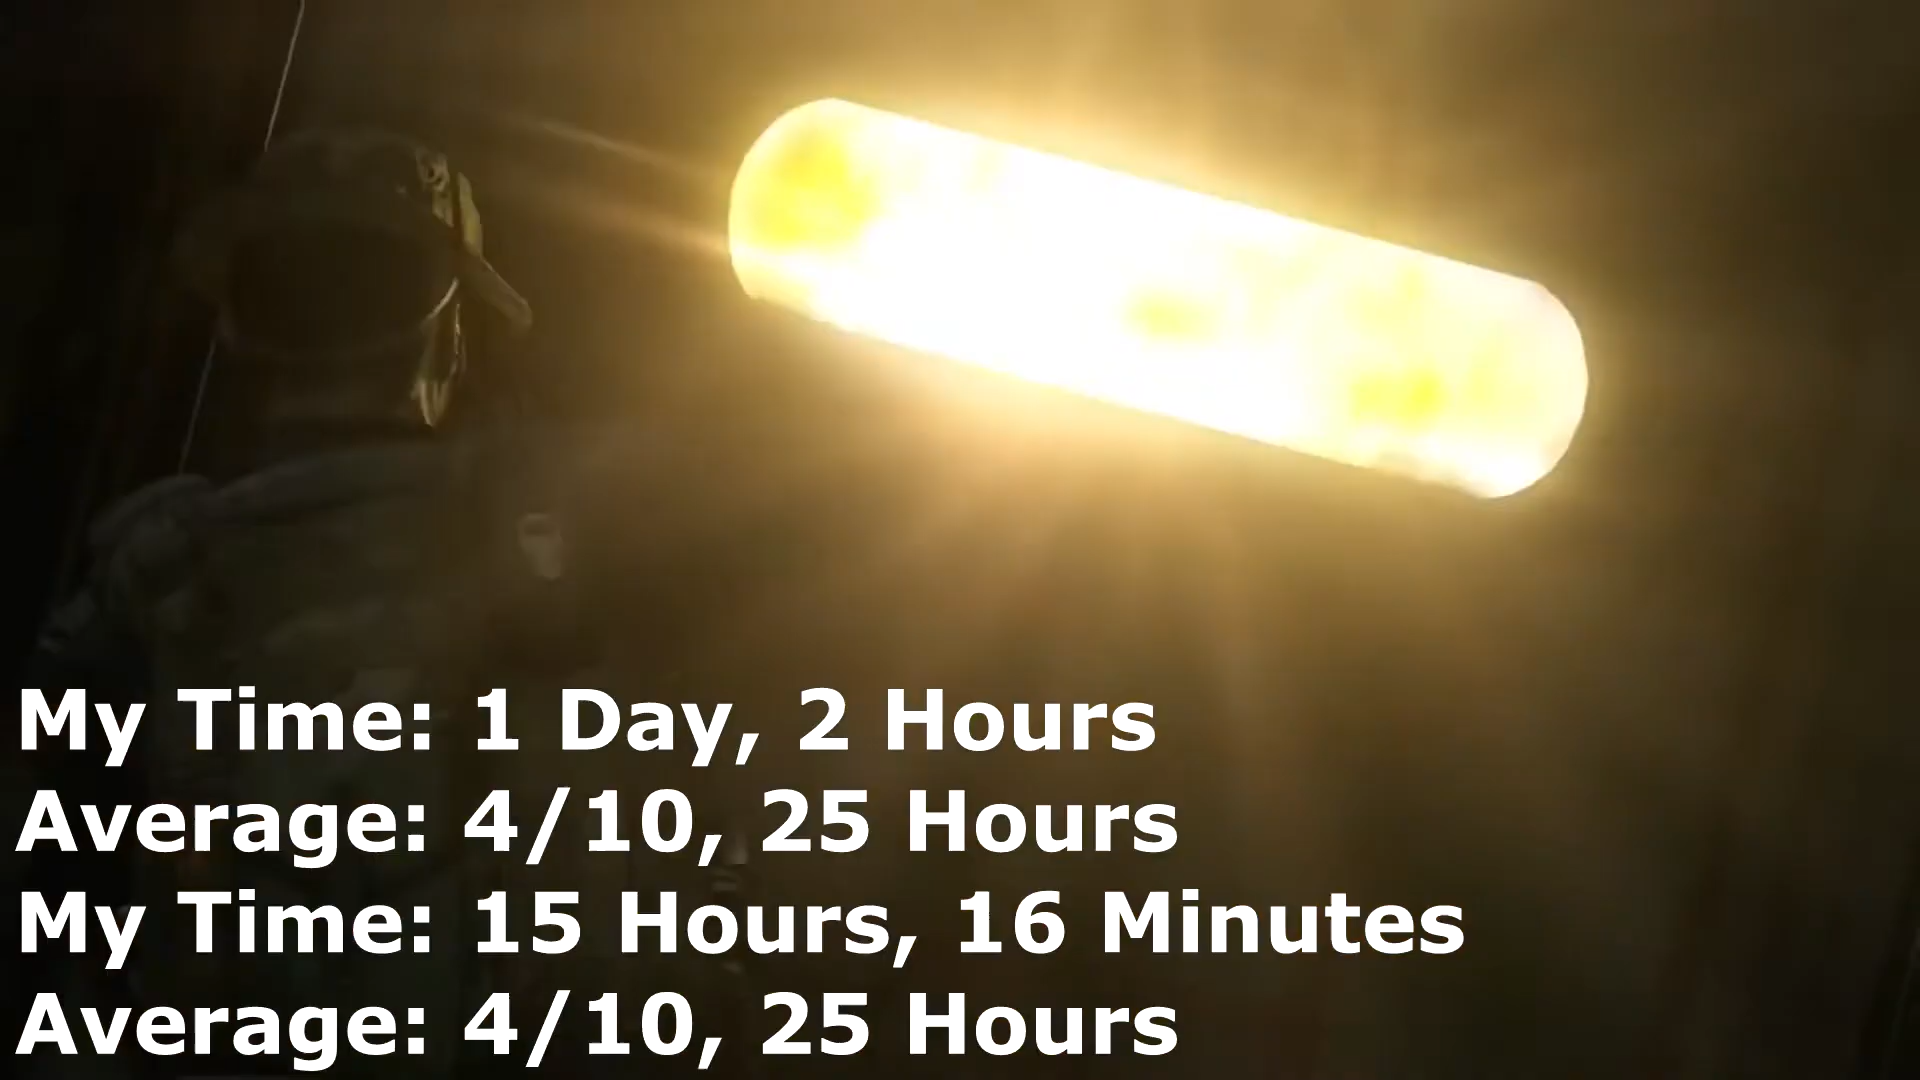 My Time: 1 Day, 2 Hours
Average: 4/10, 25 Hours
My Time: 15 Hours, 16 Minutes
Average: 4/10, 25 Hours